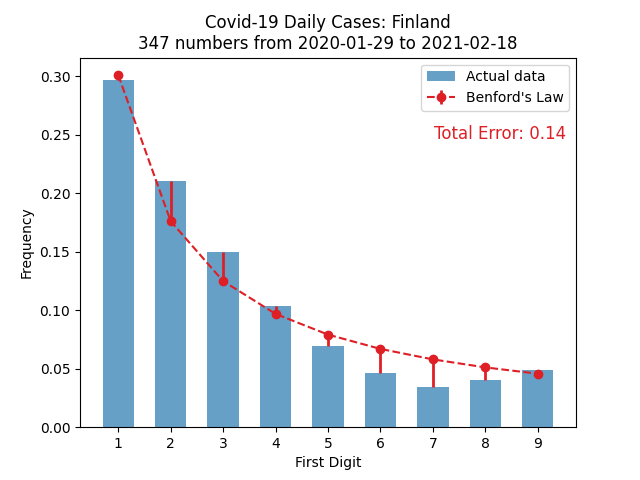 Covid-19 Daily Cases: Finland
347 numbers from 2020-01-29 to 2021-02-18
Actual data
Benford's Law
Total Error: 0.14
Frequency
0.30
0.25
0.20
0.15
0.10
0.05
0.00
1 2 3 4 5 6 7 8 9
First Digit